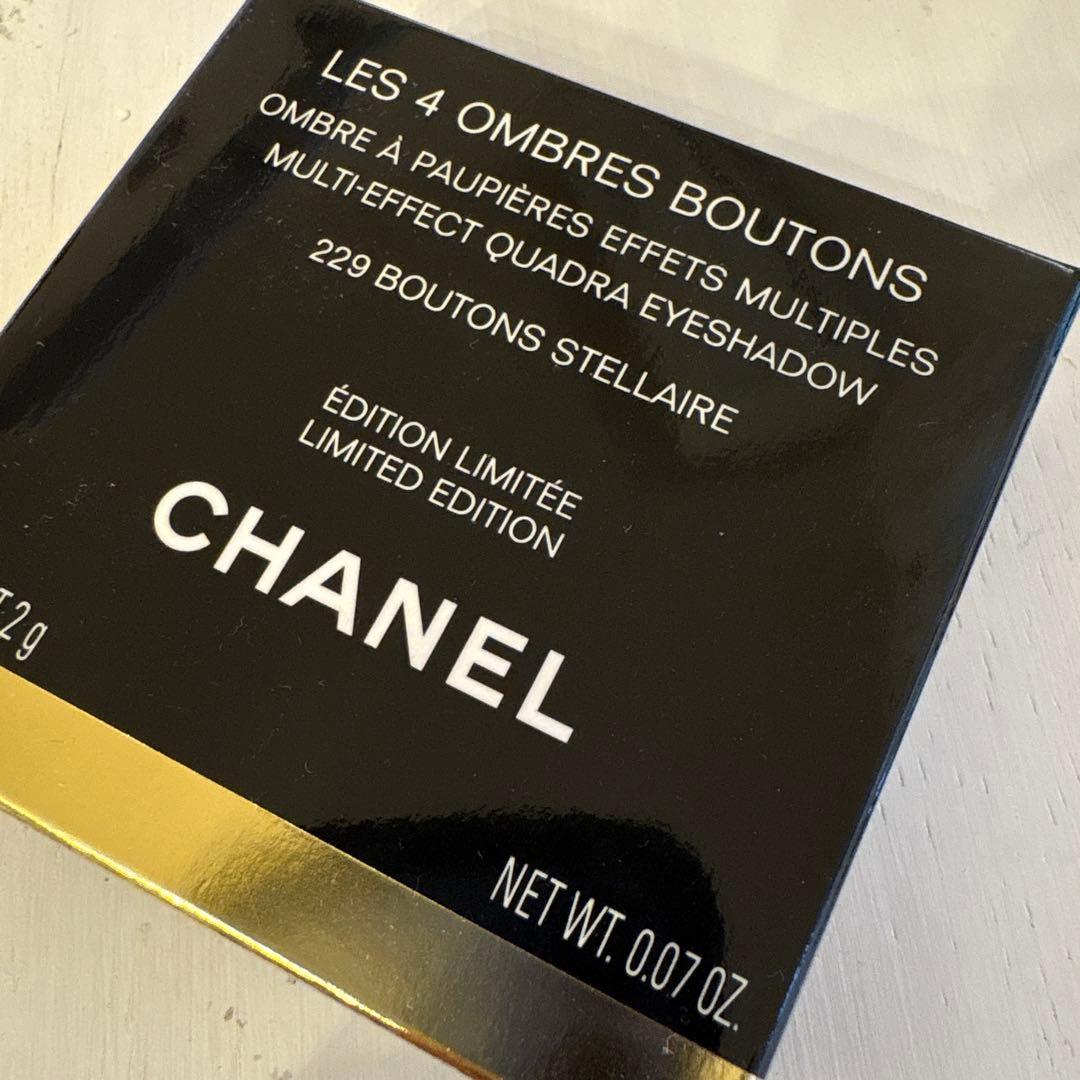 LES 4 OMBRES BOUTONS
OMBRE À PAUPIÈRES EFFETS MULTIPLES
MULTI-EFFECT QUADRA EYESHADOW
229 BOUTONS STELLAIRE
ÉDITION LIMITÉE
LIMITED EDITION
CHANEL
2 g
NET WT. 0.07 OZ.